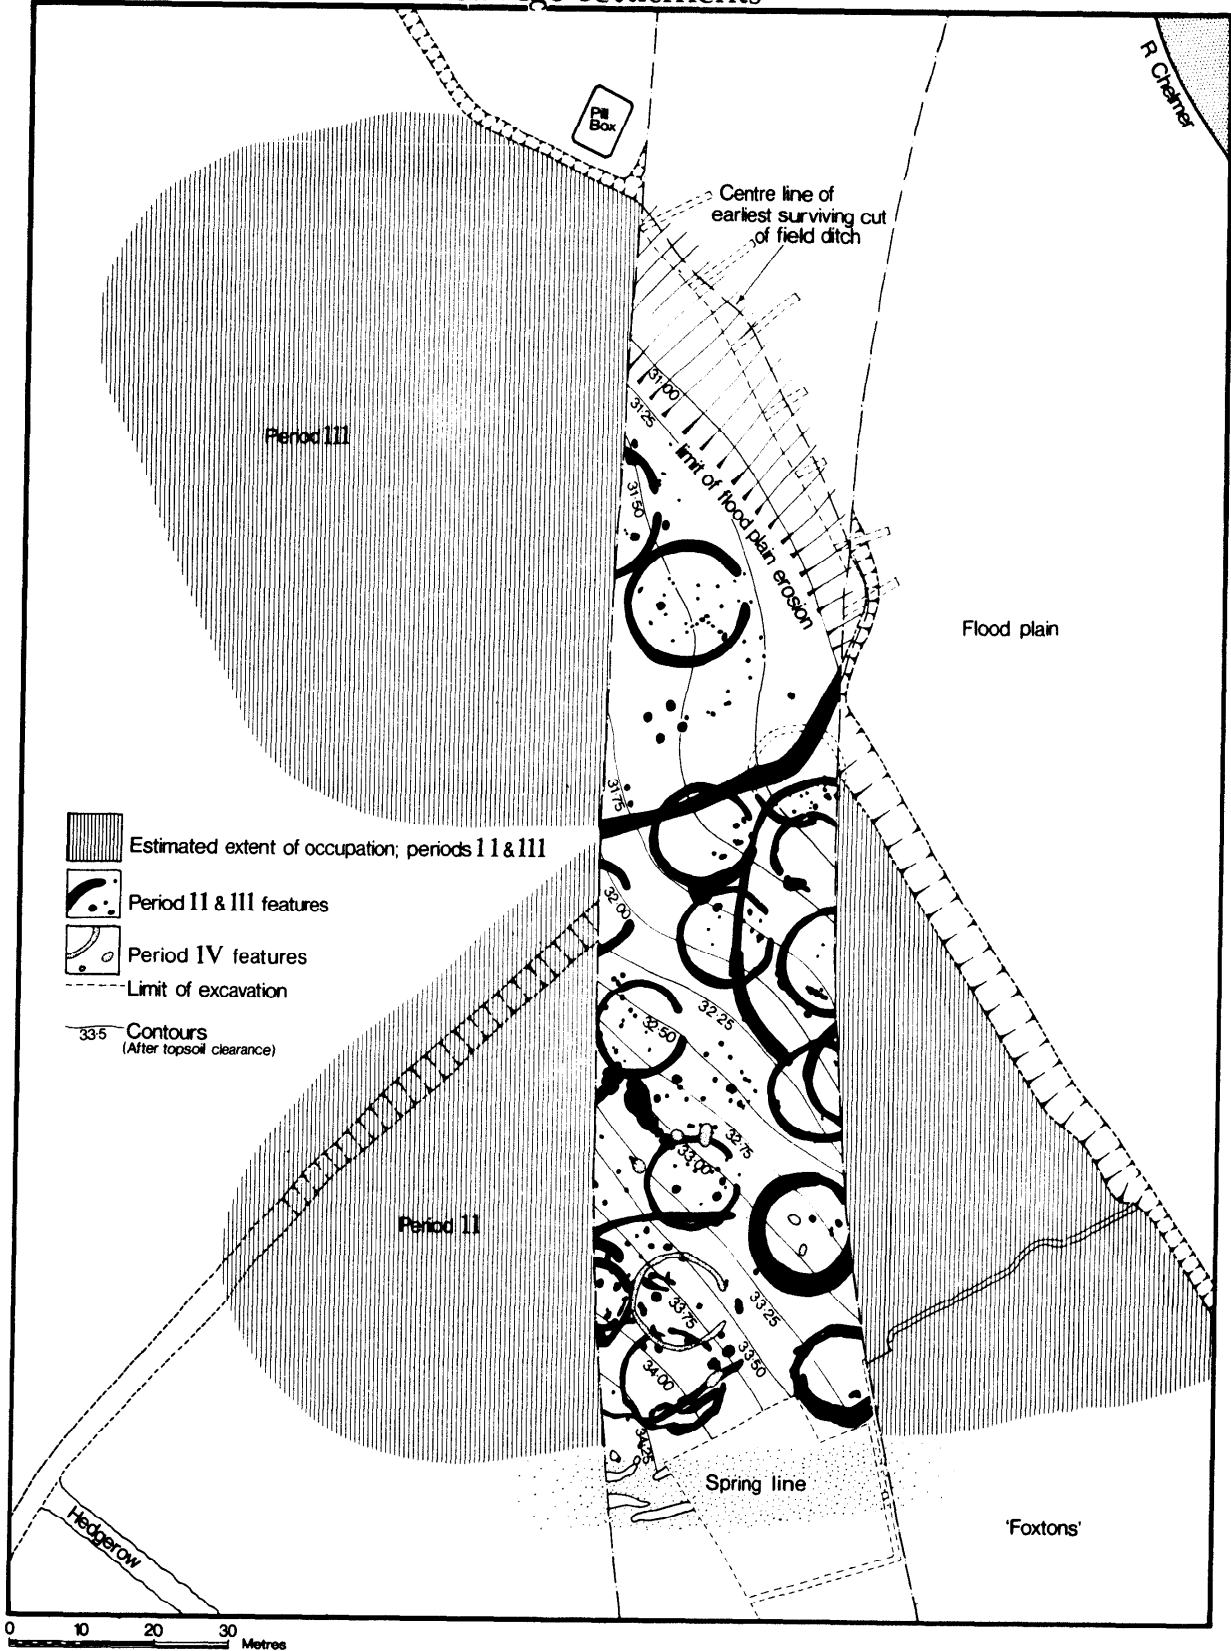 settlements
R Chelmer
Pill
Box
Centre line of
earliest surviving cut
of field ditch
31·00
31·25
limit of flood plain erosion
Period 111
31·50
Flood plain
31·75
Estimated extent of occupation; periods 11 & 111
Period 11 & 111 features
Period 1V features
Limit of excavation
33·5 Contours
(After topsoil clearance)
32·00
32·25
32·50
32·75
33·00
Period 11
33·25
33·75
33·50
34·00
34·25
Spring line
'Foxtons'
Hedgerow
0 10 20 30
Metres